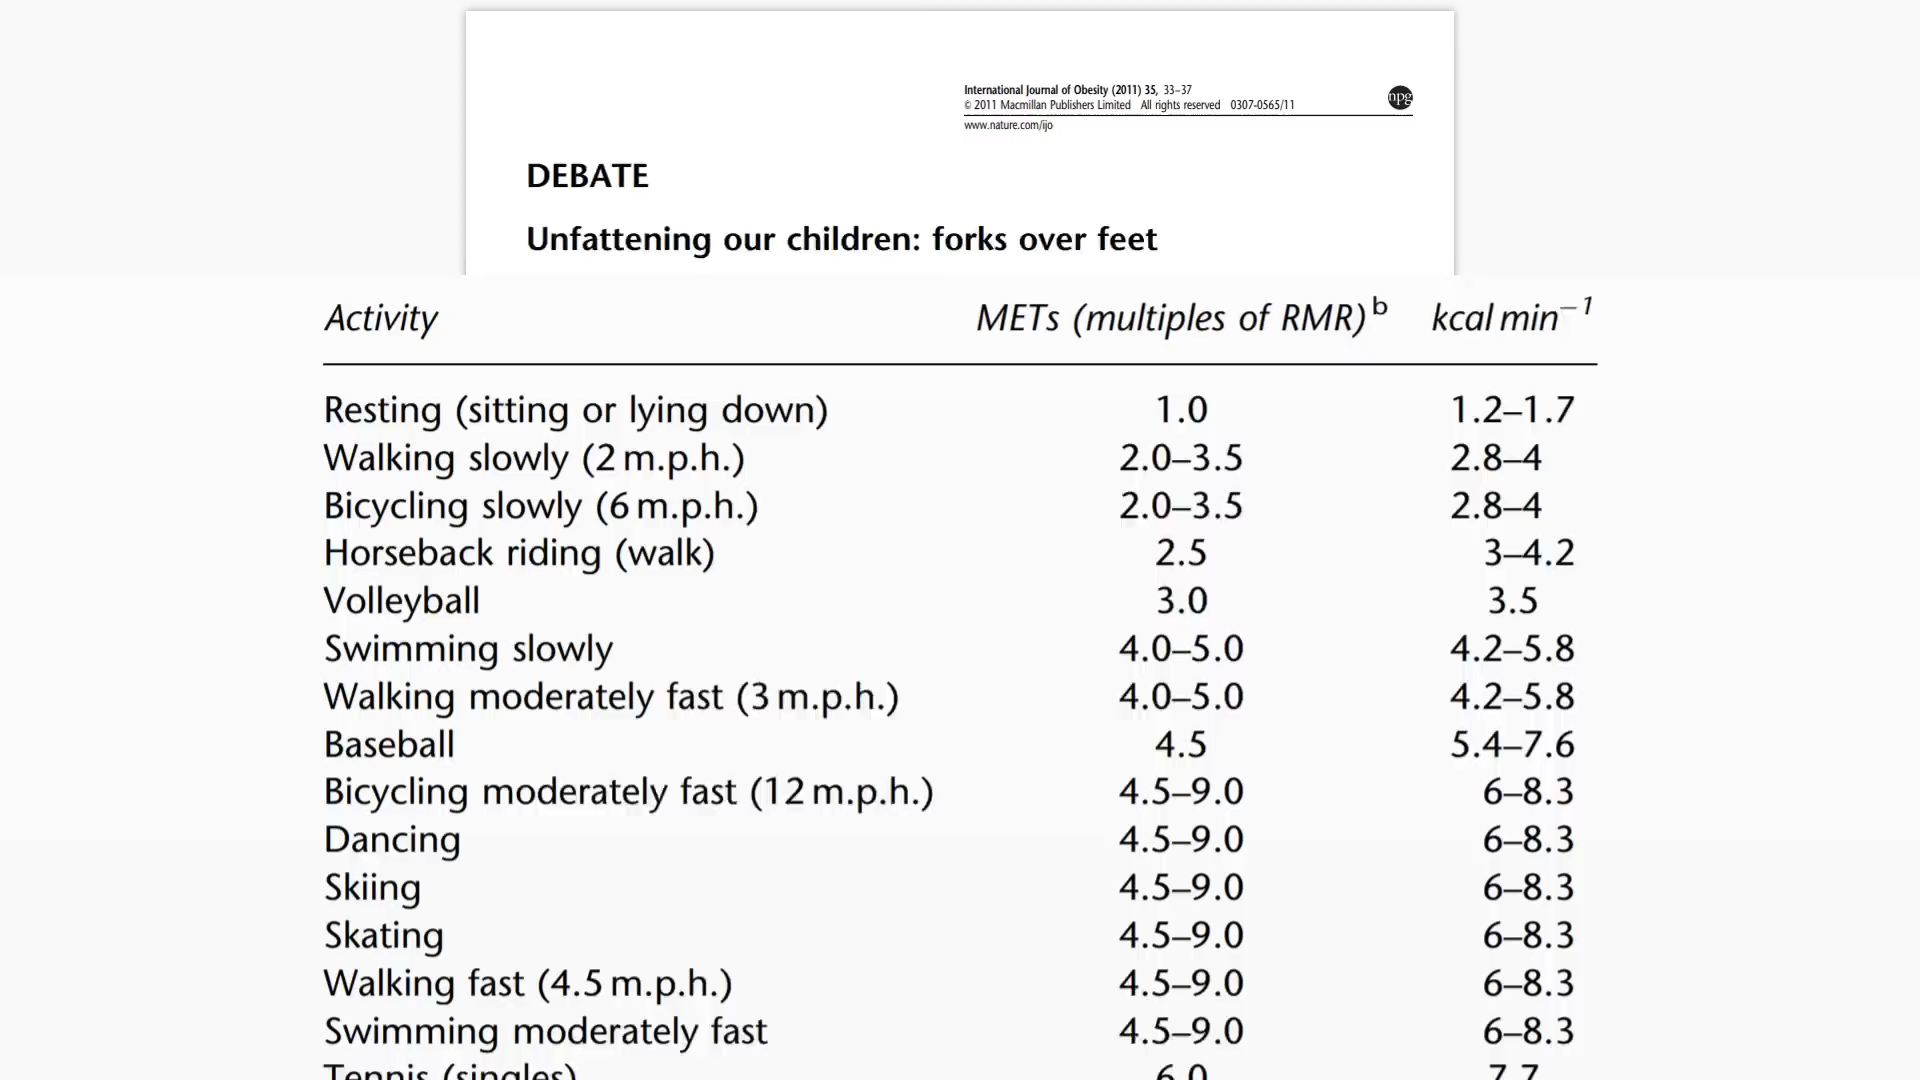 International Journal of Obesity (2011) 35, 33–37
© 2011 Macmillan Publishers Limited All rights reserved 0307-0565/11
npg
www.nature.com/ijo
DEBATE
Unfattening our children: forks over feet
Activity METs (multiples of RMR)b kcal min−1
Resting (sitting or lying down) 1.0 1.2–1.7
Walking slowly (2 m.p.h.) 2.0–3.5 2.8–4
Bicycling slowly (6 m.p.h.) 2.0–3.5 2.8–4
Horseback riding (walk) 2.5 3–4.2
Volleyball 3.0 3.5
Swimming slowly 4.0–5.0 4.2–5.8
Walking moderately fast (3 m.p.h.) 4.0–5.0 4.2–5.8
Baseball 4.5 5.4–7.6
Bicycling moderately fast (12 m.p.h.) 4.5–9.0 6–8.3
Dancing 4.5–9.0 6–8.3
Skiing 4.5–9.0 6–8.3
Skating 4.5–9.0 6–8.3
Walking fast (4.5 m.p.h.) 4.5–9.0 6–8.3
Swimming moderately fast 4.5–9.0 6–8.3
Tennis (singles) 6.0 7.7